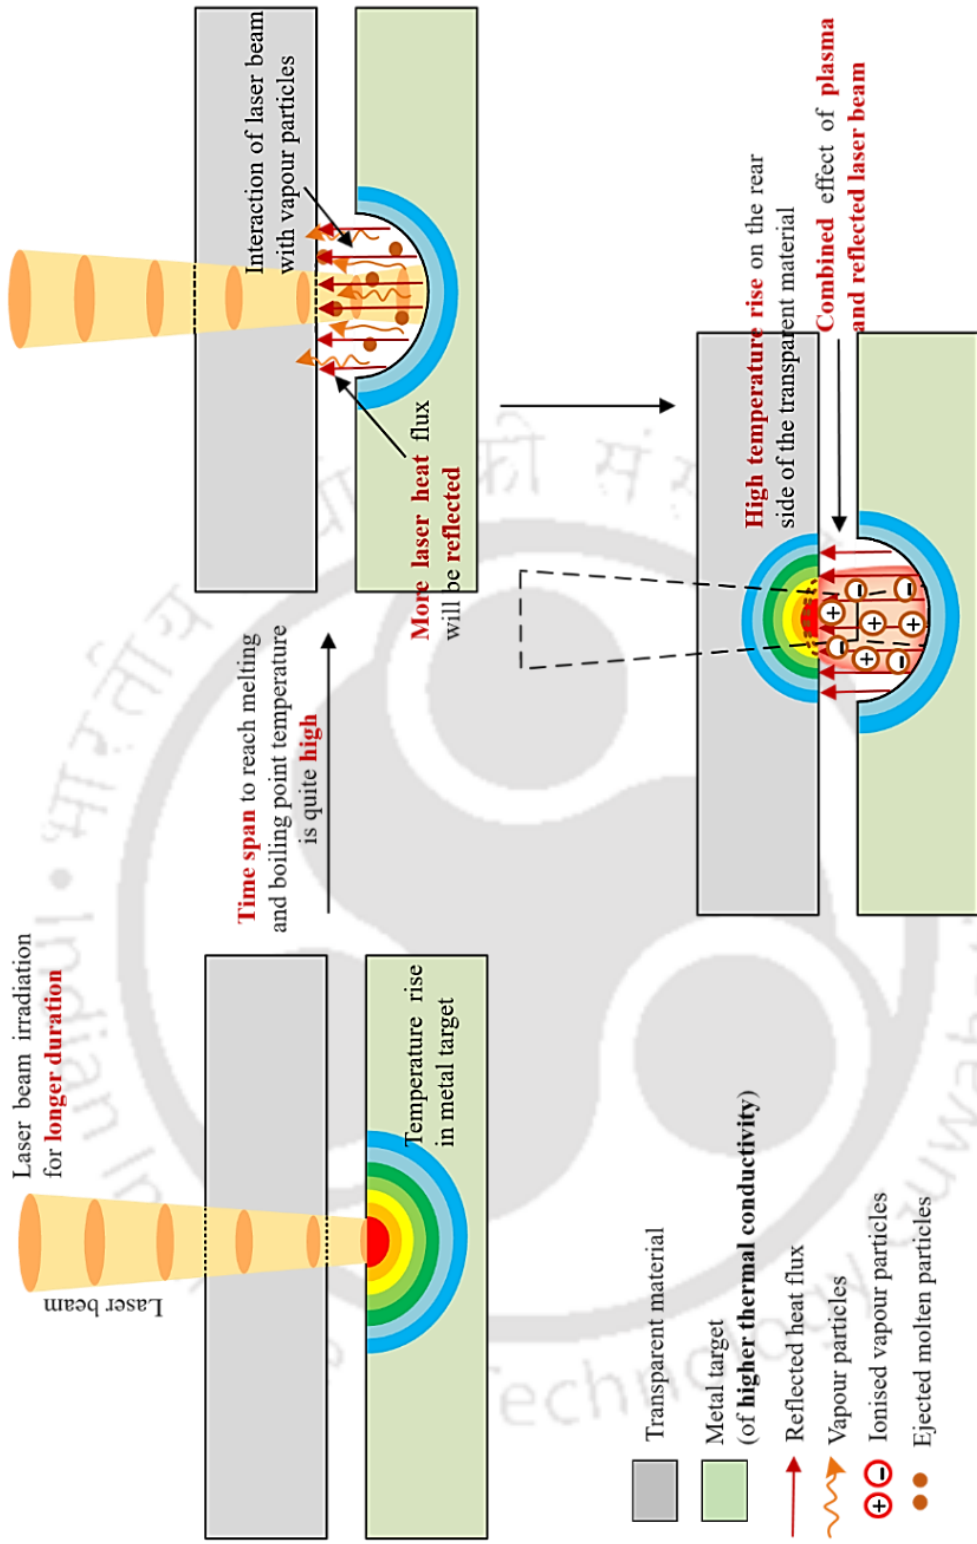 Laser beam irradiation
for longer duration
Laser beam
Temperature rise
in metal target
Time span to reach melting
and boiling point temperature
is quite high
Interaction of laser beam
with vapour particles
More laser heat flux
will be reflected
High temperature rise on the rear
side of the transparent material
Combined effect of plasma
and reflected laser beam
Transparent material
Metal target
(of higher thermal conductivity)
Reflected heat flux
Vapour particles
Ionised vapour particles
Ejected molten particles
भारतीय
Indian
Technology